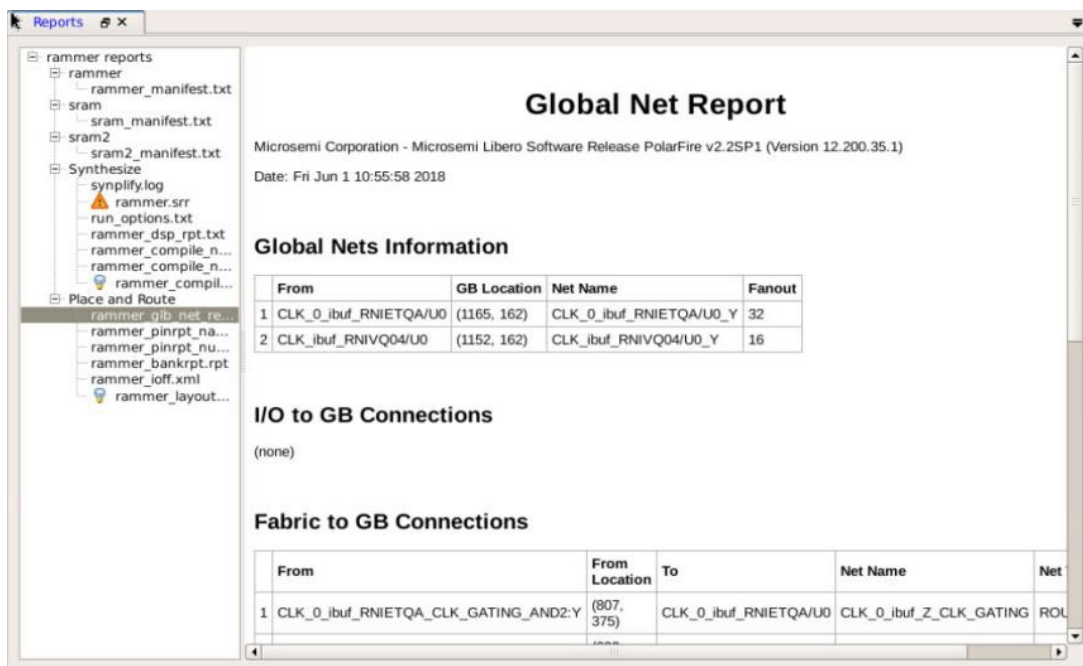 Reports
rammer reports
rammer
rammer_manifest.txt
sram
sram_manifest.txt
sram2
sram2_manifest.txt
Synthesize
synplify.log
rammer.srr
run_options.txt
rammer_dsp_rpt.txt
rammer_compile_n...
rammer_compile_n...
rammer_compil...
Place and Route
rammer_glb_net_re...
rammer_pinrpt_na...
rammer_pinrpt_nu...
rammer_bankrpt.rpt
rammer_ioff.xml
rammer_layout...
Global Net Report
Microsemi Corporation - Microsemi Libero Software Release PolarFire v2.2SP1 (Version 12.200.35.1)
Date: Fri Jun 1 10:55:58 2018
Global Nets Information
From GB Location Net Name Fanout
1 CLK_0_ibuf_RNIETQA/U0 (1165, 162) CLK_0_ibuf_RNIETQA/U0_Y 32
2 CLK_ibuf_RNIVQ04/U0 (1152, 162) CLK_ibuf_RNIVQ04/U0_Y 16
I/O to GB Connections
(none)
Fabric to GB Connections
From From Location To Net Name Net
1 CLK_0_ibuf_RNIETQA_CLK_GATING_AND2:Y (807, 375) CLK_0_ibuf_RNIETQA/U0 CLK_0_ibuf_Z_CLK_GATING ROU